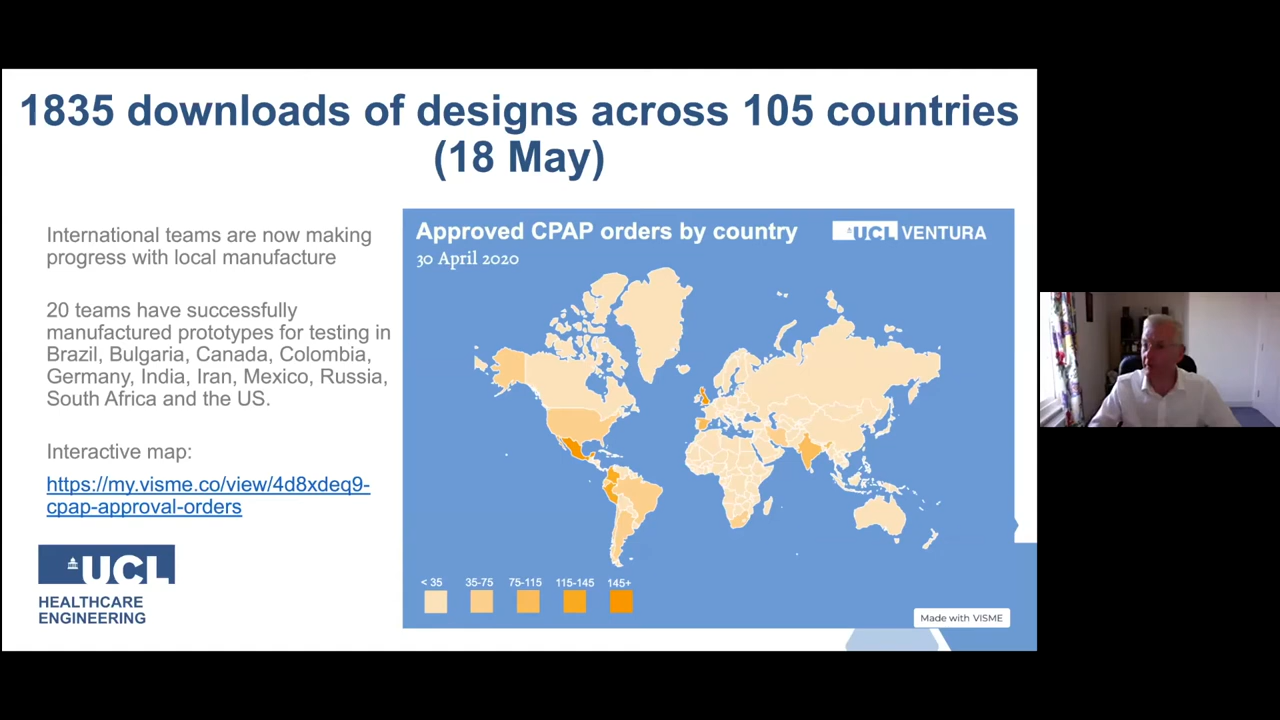 1835 downloads of designs across 105 countries
(18 May)
International teams are now making
progress with local manufacture
20 teams have successfully
manufactured prototypes for testing in
Brazil, Bulgaria, Canada, Colombia,
Germany, India, Iran, Mexico, Russia,
South Africa and the US.
Interactive map:
https://my.visme.co/view/4d8xdeq9-
cpap-approval-orders
UCL
HEALTHCARE
ENGINEERING
Approved CPAP orders by country
UCL VENTURA
30 April 2020
< 35 35-75 75-115 115-145 145+
Made with VISME